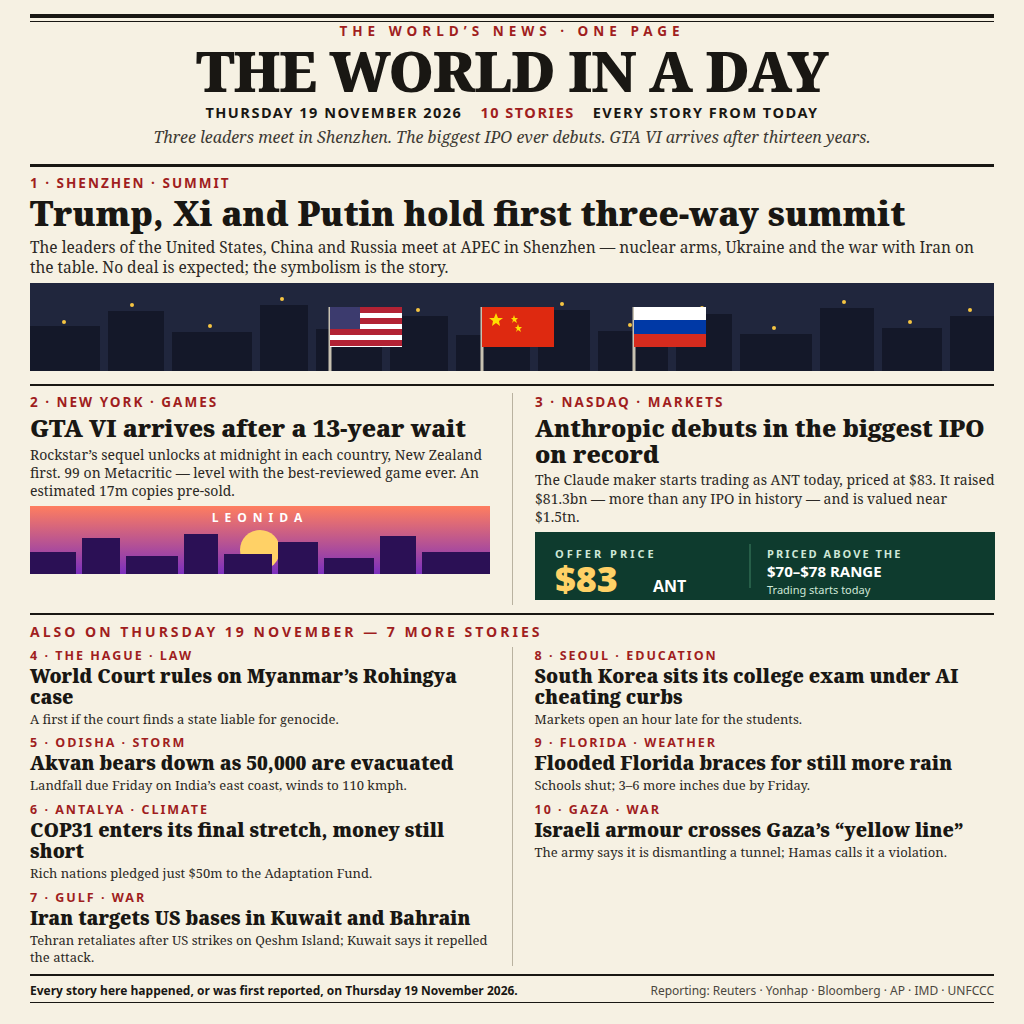 THE WORLD’S NEWS · ONE PAGE
THE WORLD IN A DAY
THURSDAY 19 NOVEMBER 2026 10 STORIES EVERY STORY FROM TODAY
Three leaders meet in Shenzhen. The biggest IPO ever debuts. GTA VI arrives after thirteen years.
1 · SHENZHEN · SUMMIT
Trump, Xi and Putin hold first three-way summit
The leaders of the United States, China and Russia meet at APEC in Shenzhen — nuclear arms, Ukraine and the war with Iran on
the table. No deal is expected; the symbolism is the story.
2 · NEW YORK · GAMES
GTA VI arrives after a 13-year wait
Rockstar’s sequel unlocks at midnight in each country, New Zealand
first. 99 on Metacritic — level with the best-reviewed game ever. An
estimated 17m copies pre-sold.
LEONIDA
3 · NASDAQ · MARKETS
Anthropic debuts in the biggest IPO
on record
The Claude maker starts trading as ANT today, priced at $83. It raised
$81.3bn — more than any IPO in history — and is valued near
$1.5tn.
OFFER PRICE
$83 ANT
PRICED ABOVE THE
$70–$78 RANGE
Trading starts today
ALSO ON THURSDAY 19 NOVEMBER — 7 MORE STORIES
4 · THE HAGUE · LAW
World Court rules on Myanmar’s Rohingya
case
A first if the court finds a state liable for genocide.
5 · ODISHA · STORM
Akvan bears down as 50,000 are evacuated
Landfall due Friday on India’s east coast, winds to 110 kmph.
6 · ANTALYA · CLIMATE
COP31 enters its final stretch, money still
short
Rich nations pledged just $50m to the Adaptation Fund.
7 · GULF · WAR
Iran targets US bases in Kuwait and Bahrain
Tehran retaliates after US strikes on Qeshm Island; Kuwait says it repelled
the attack.
8 · SEOUL · EDUCATION
South Korea sits its college exam under AI
cheating curbs
Markets open an hour late for the students.
9 · FLORIDA · WEATHER
Flooded Florida braces for still more rain
Schools shut; 3–6 more inches due by Friday.
10 · GAZA · WAR
Israeli armour crosses Gaza’s “yellow line”
The army says it is dismantling a tunnel; Hamas calls it a violation.
Every story here happened, or was first reported, on Thursday 19 November 2026.
Reporting: Reuters · Yonhap · Bloomberg · AP · IMD · UNFCCC